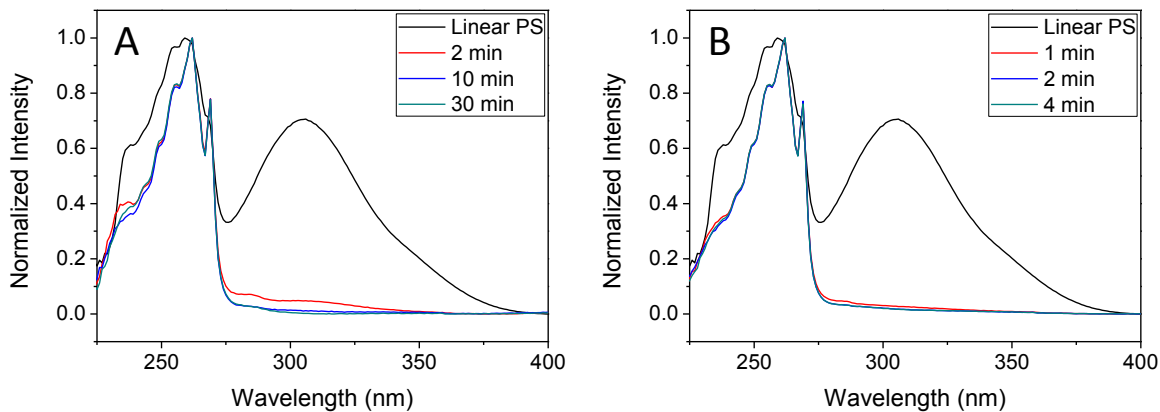 A
Linear PS
2 min
10 min
30 min
Normalized Intensity
1.0
0.8
0.6
0.4
0.2
0.0
250
300
350
400
Wavelength (nm)
B
Linear PS
1 min
2 min
4 min
Normalized Intensity
1.0
0.8
0.6
0.4
0.2
0.0
250
300
350
400
Wavelength (nm)